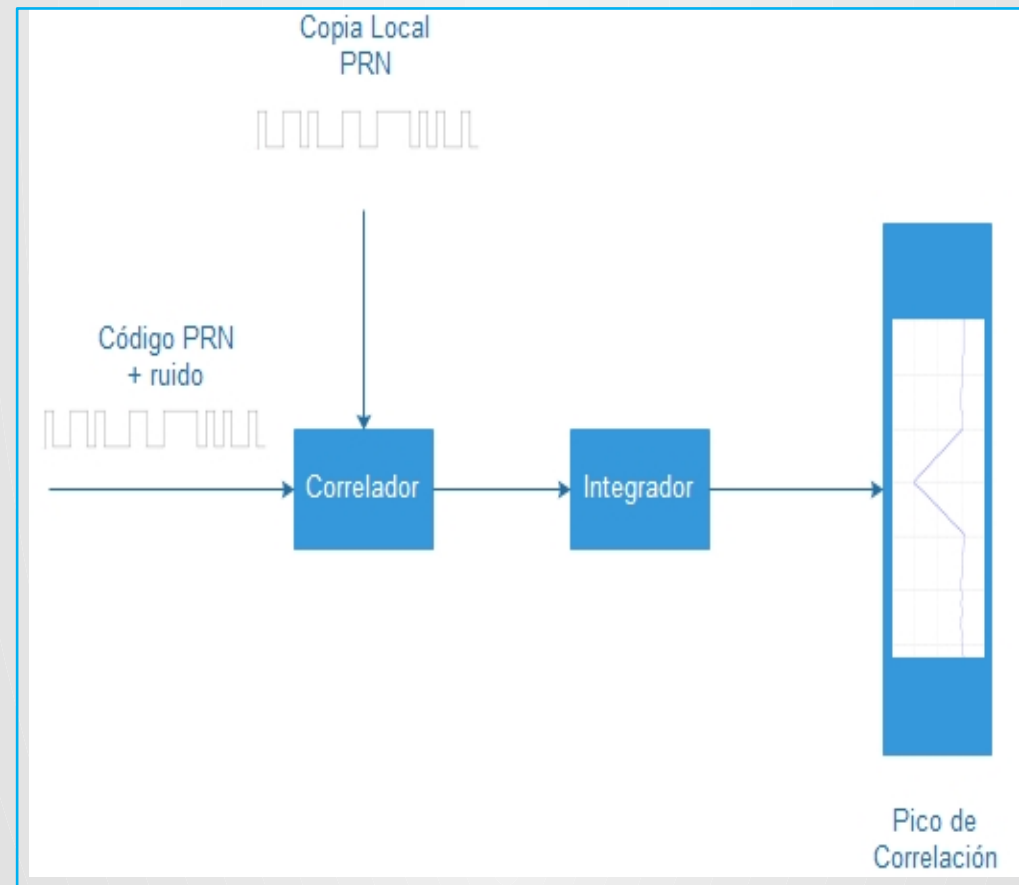 Copia Local
PRN
Código PRN
+ ruido
Correlador
Integrador
Pico de
Correlación